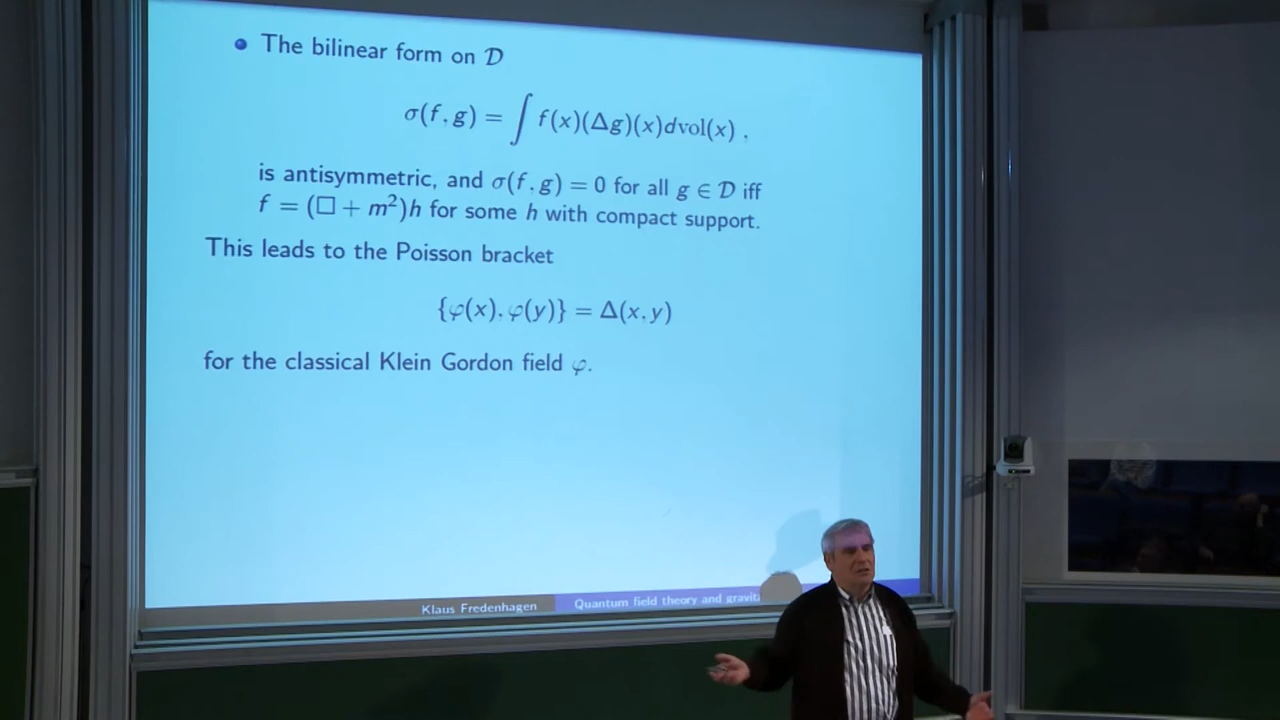 The bilinear form on 𝒟
σ(f, g) = ∫ f(x)(Δg)(x)dvol(x) ,
is antisymmetric, and σ(f, g) = 0 for all g ∈ 𝒟 iff
f = (□ + m²)h for some h with compact support.
This leads to the Poisson bracket
{φ(x), φ(y)} = Δ(x, y)
for the classical Klein Gordon field φ.
Klaus Fredenhagen
Quantum field theory and